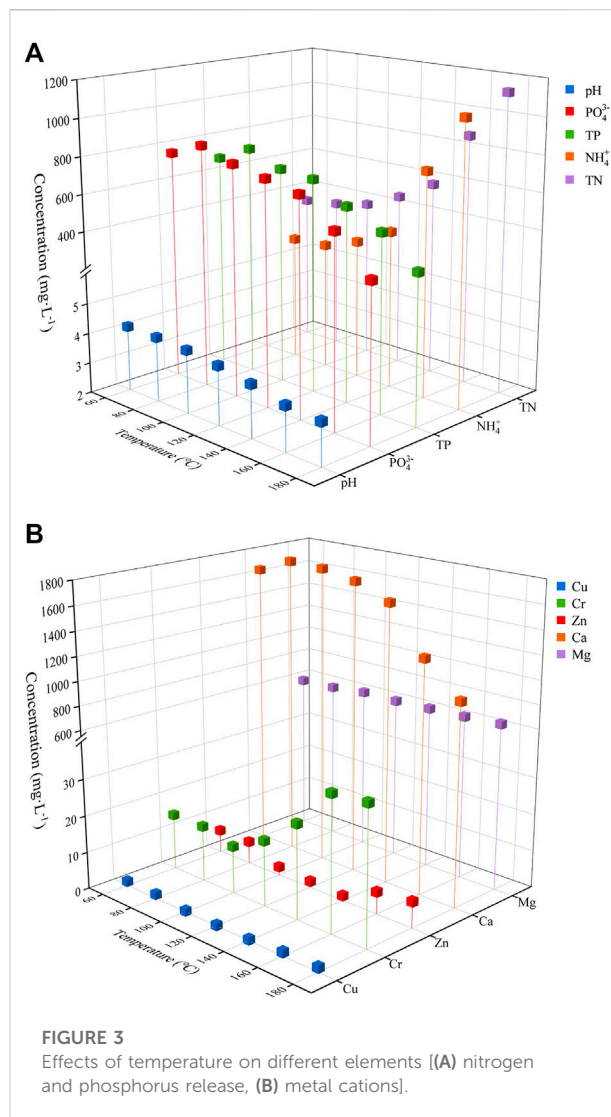 A
1200
1000
800
600
400
5
4
3
2
Concentration (mg·L⁻¹)
60
80
100
120
140
160
180
Temperature (°C)
pH
PO₄³⁻
TP
NH₄⁺
TN
pH
PO₄³⁻
TP
NH₄⁺
TN
B
1800
1600
1400
1200
1000
800
600
30
20
10
0
Concentration (mg·L⁻¹)
60
80
100
120
140
160
180
Temperature (°C)
Cu
Cr
Zn
Ca
Mg
Cu
Cr
Zn
Ca
Mg
FIGURE 3
Effects of temperature on different elements [(A) nitrogen
and phosphorus release, (B) metal cations].